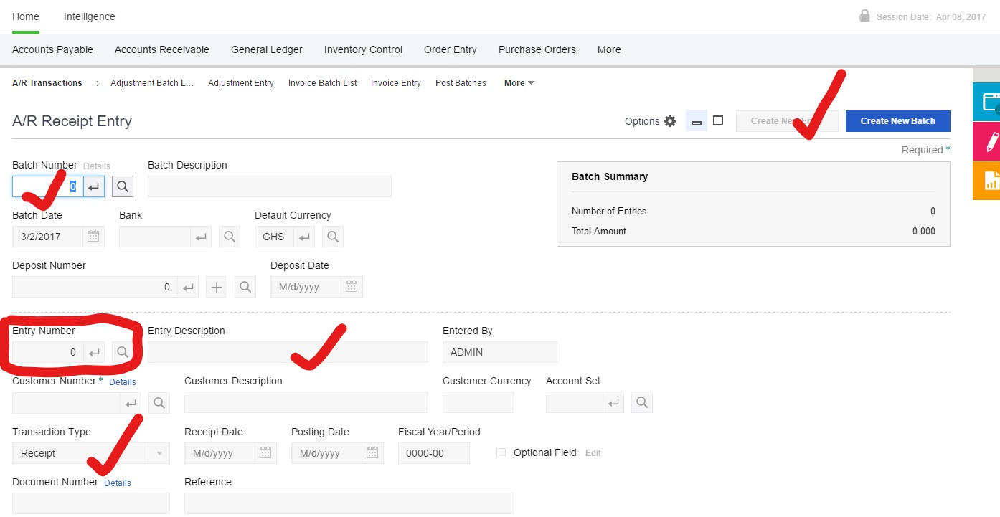 Home Intelligence Session Date: Apr 08, 2017
Accounts Payable Accounts Receivable General Ledger Inventory Control Order Entry Purchase Orders More
A/R Transactions : Adjustment Batch L... Adjustment Entry Invoice Batch List Invoice Entry Post Batches More
A/R Receipt Entry Options Create New Entry Create New Batch
Required *
Batch Number Details Batch Description
0
Batch Summary
Number of Entries 0
Total Amount 0.000
Batch Date Bank Default Currency
3/2/2017 GHS
Deposit Number Deposit Date
0 M/d/yyyy
Entry Number Entry Description Entered By
0 ADMIN
Customer Number * Details Customer Description Customer Currency Account Set
Transaction Type Receipt Date Posting Date Fiscal Year/Period
Receipt M/d/yyyy M/d/yyyy 0000-00 Optional Field Edit
Document Number Details Reference